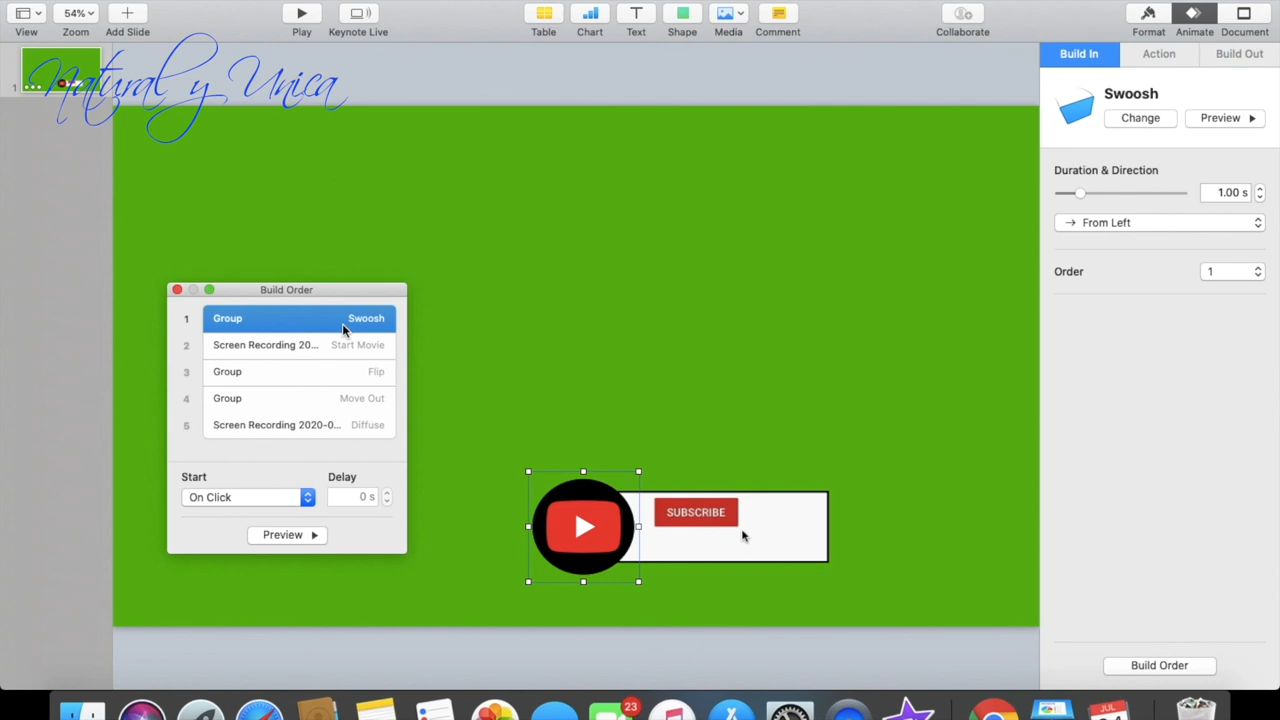 54%
View
Zoom
Add Slide
Play
Keynote Live
Table
Chart
Text
Shape
Media
Comment
Collaborate
Format
Animate
Document
1
Natural y Unica
Build In
Action
Build Out
Swoosh
Change
Preview
Duration & Direction
1.00 s
From Left
Order
1
Build Order
1 Group Swoosh
2 Screen Recording 20... Start Movie
3 Group Flip
4 Group Move Out
5 Screen Recording 2020-0... Diffuse
Start
Delay
On Click
0 s
Preview
SUBSCRIBE
Build Order
23
JUL